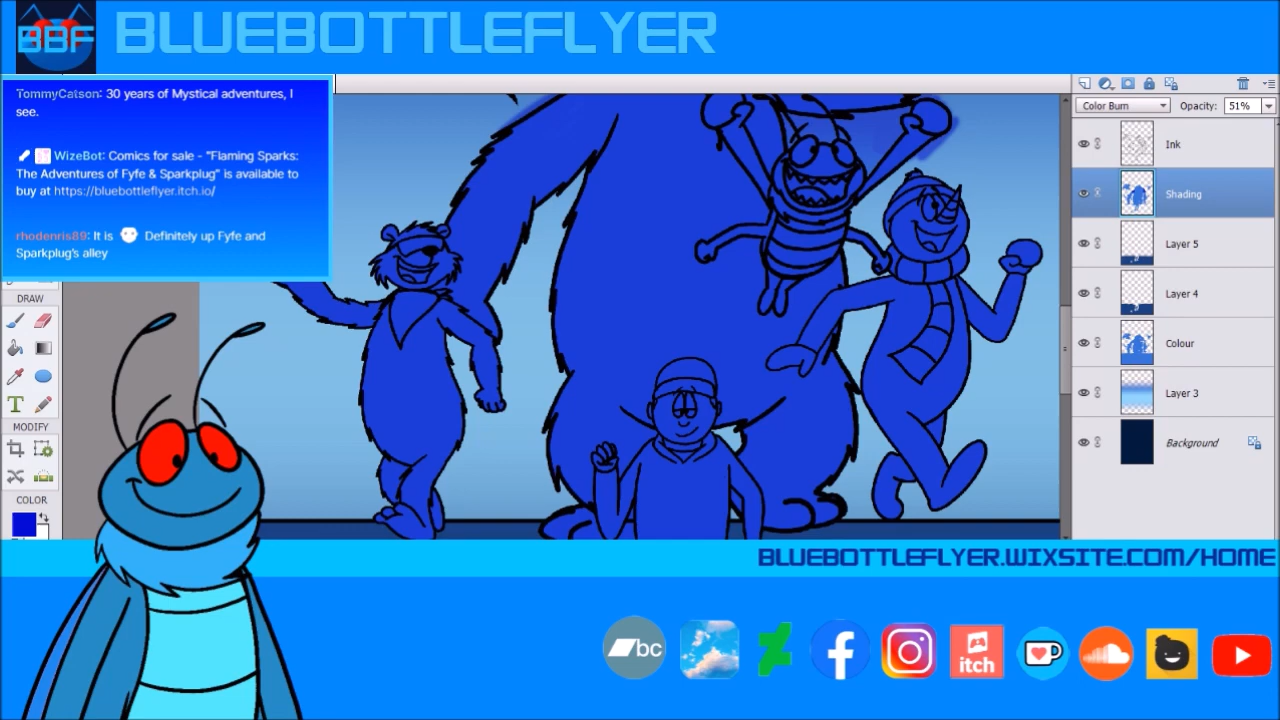 BBF BLUEBOTTLEFLYER
TommyCatson: 30 years of Mystical adventures, I
see.
WizeBot: Comics for sale - "Flaming Sparks:
The Adventures of Fyfe & Sparkplug" is available to
buy at https://bluebottleflyer.itch.io/
rhodenris89: It is Definitely up Fyfe and
Sparkplug's alley
Color Burn Opacity: 51%
Ink
Shading
Layer 5
Layer 4
Colour
Layer 3
Background
DRAW
T
MODIFY
COLOR
BLUEBOTTLEFLYER.WIXSITE.COM/HOME
bc
itch